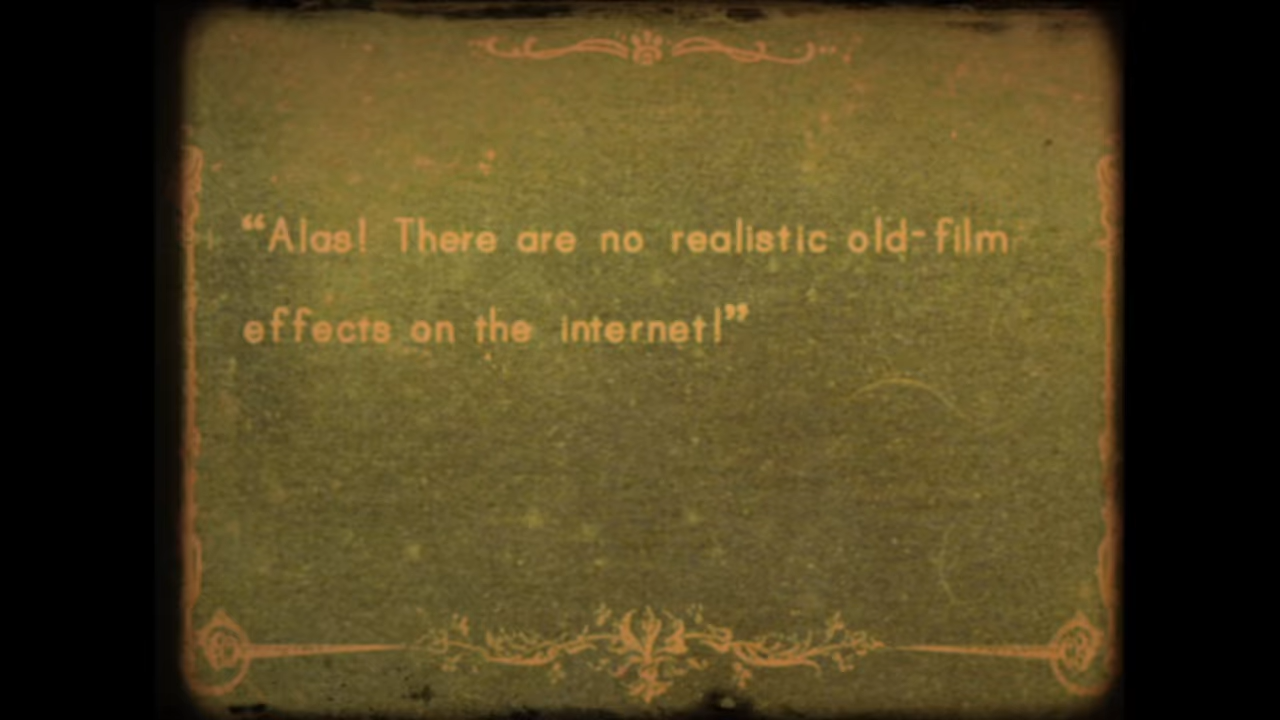 “Alas! There are no realistic old-film
effects on the internet!”